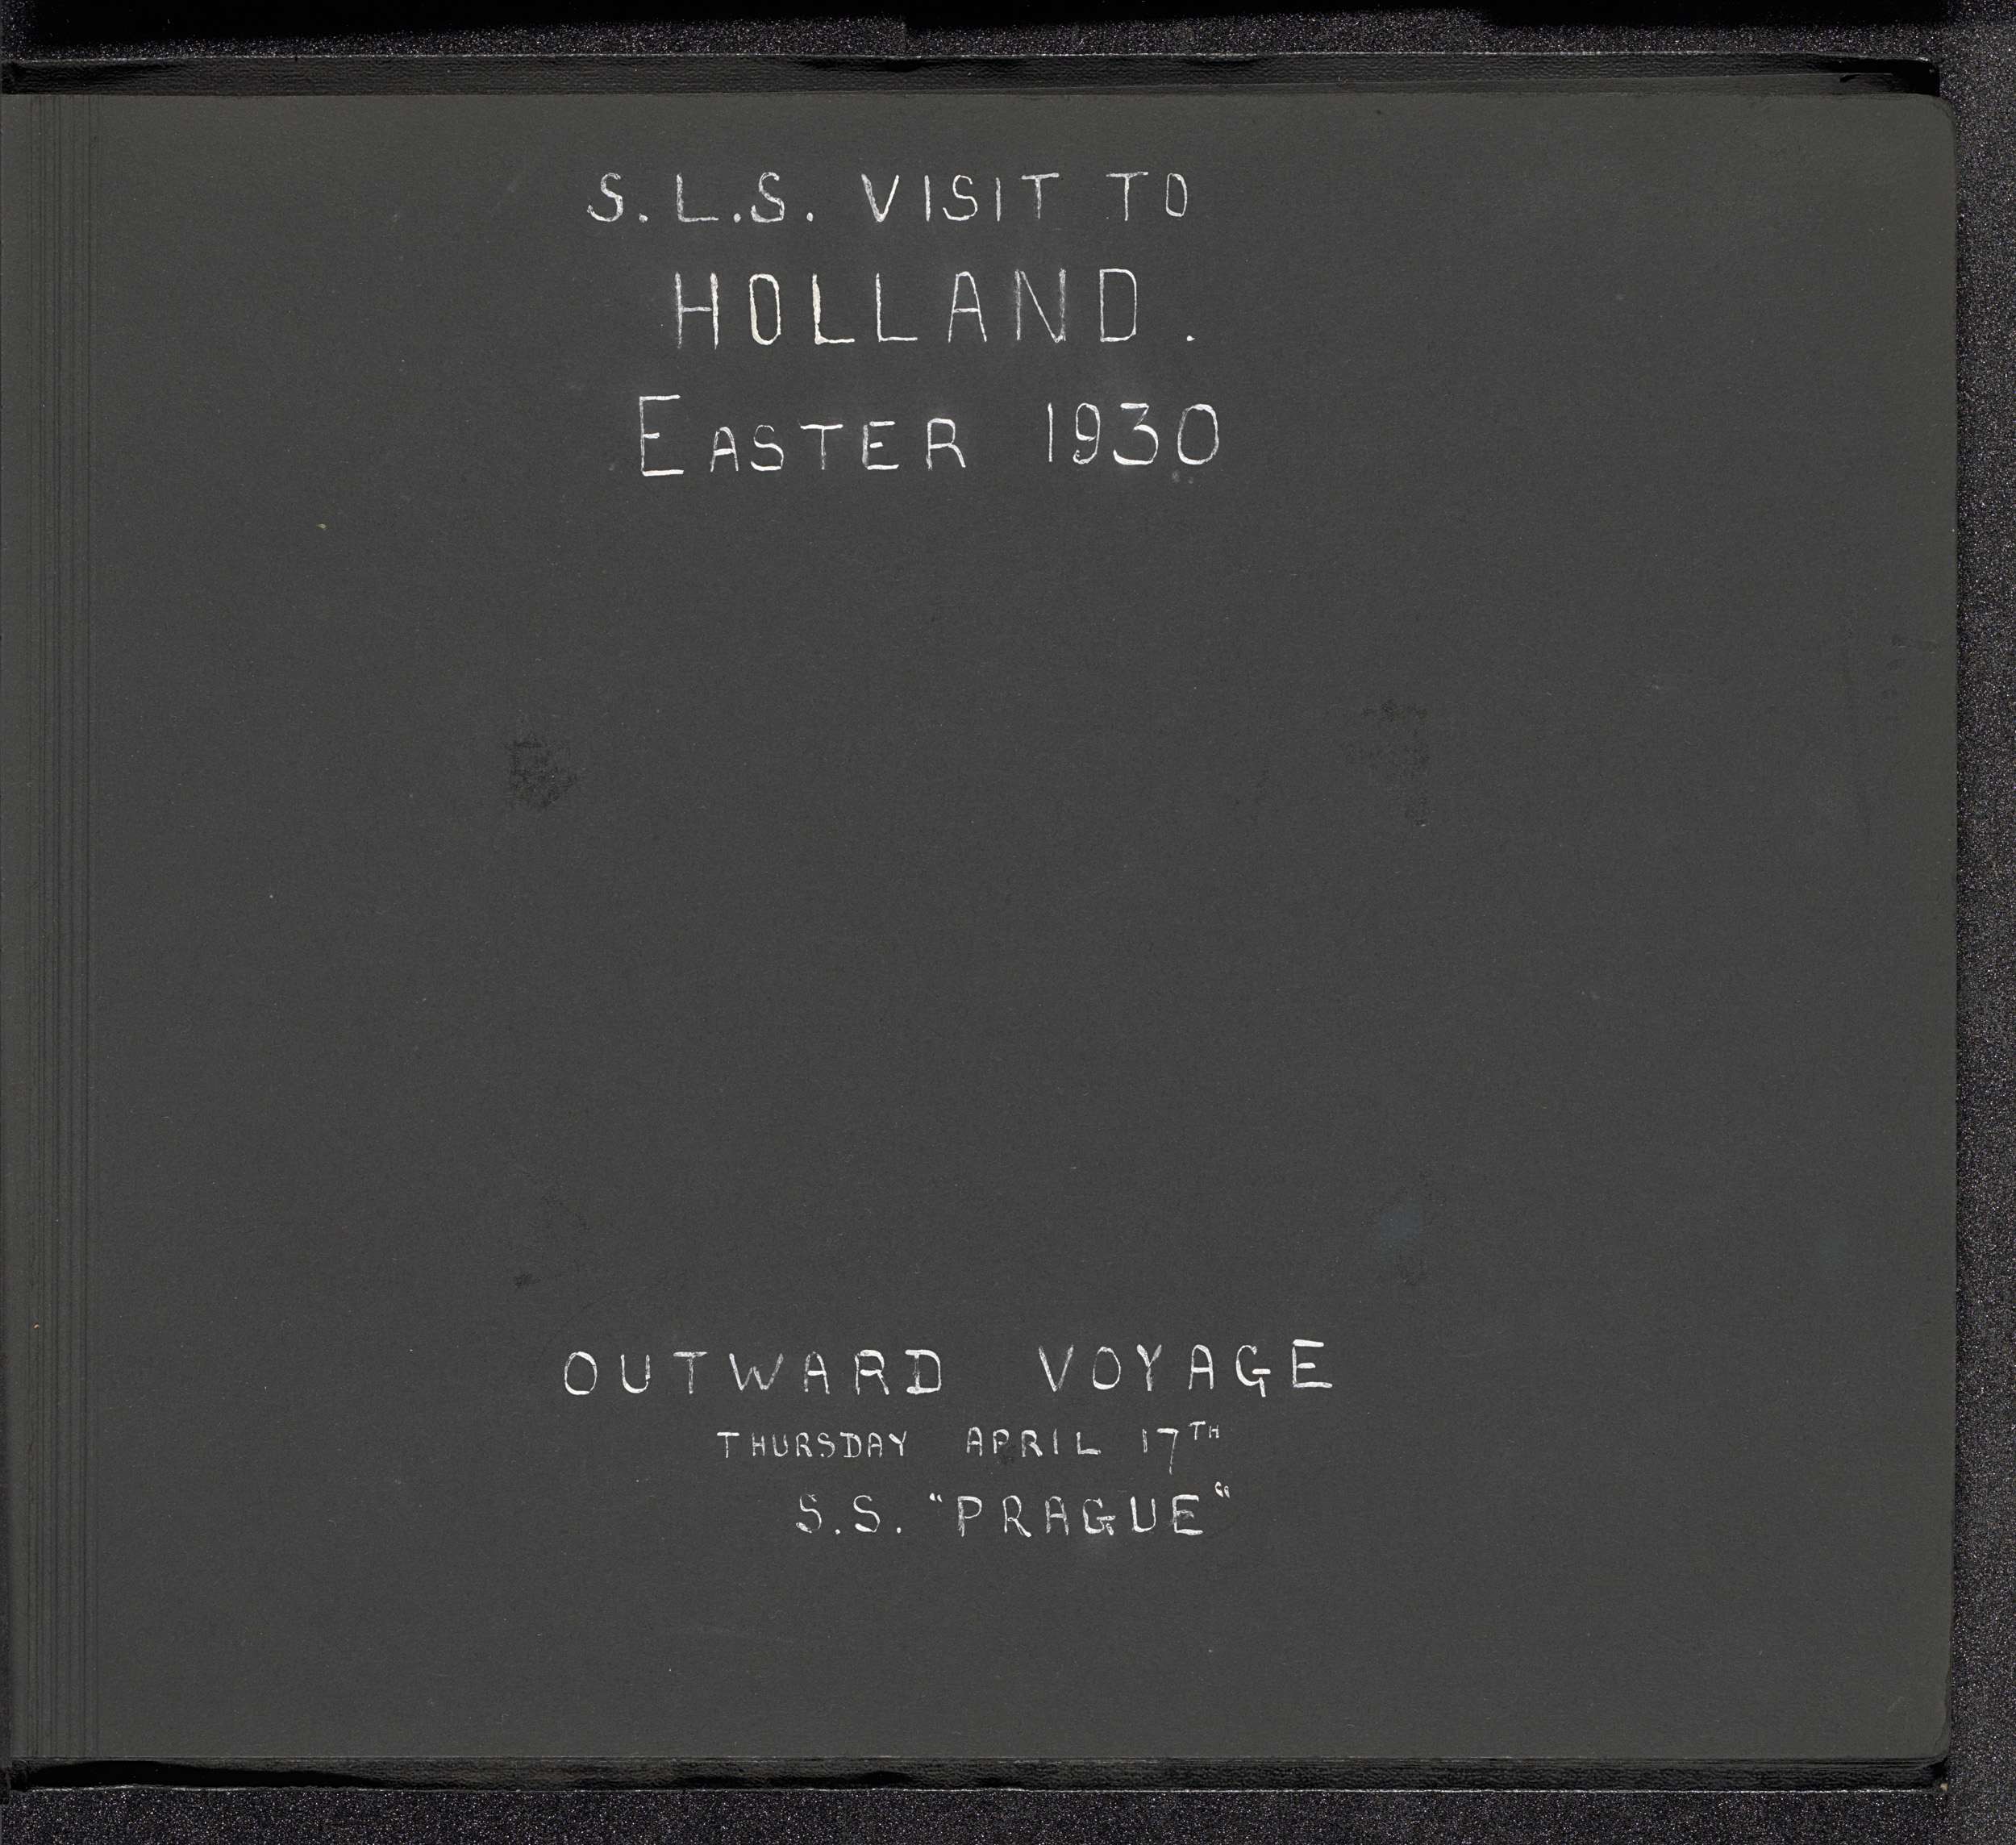 S.L.S. VISIT TO
HOLLAND.
EASTER 1930
OUTWARD VOYAGE
THURSDAY APRIL 17TH
S.S. "PRAGUE"